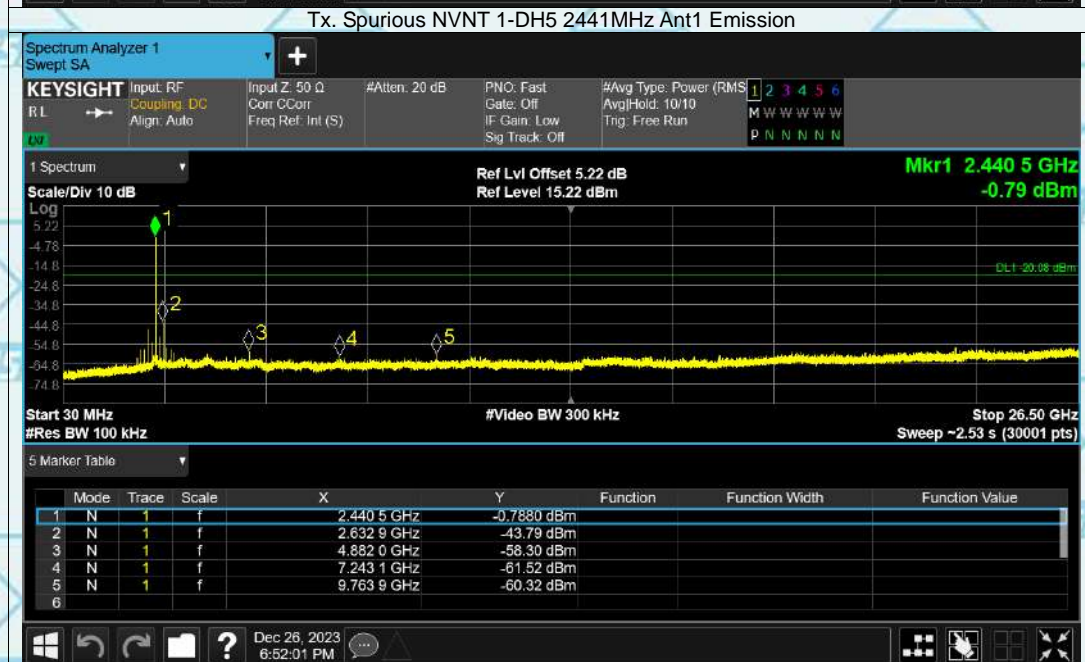 Tx. Spurious NVNT 1-DH5 2441MHz Ant1 Emission
Spectrum Analyzer 1
Swept SA
+
KEYSIGHT Input: RF Input Z: 50 Ω #Atten: 20 dB PNO: Fast #Avg Type: Power (RMS 1 2 3 4 5 6
RL Coupling: DC Corr CCorr Gate: Off Avg|Hold: 10/10 M W W W W W
Align: Auto Freq Ref: Int (S) IF Gain: Low Trig: Free Run
LXI Sig Track: Off P N N N N N
1 Spectrum Ref Lvl Offset 5.22 dB Mkr1 2.440 5 GHz
Scale/Div 10 dB Ref Level 15.22 dBm -0.79 dBm
Log
5.22 1
-4.78
-14.8 DL1 -20.08 dBm
-24.8
-34.8 2
-44.8
-54.8 3 4 5
-64.8
-74.8
Start 30 MHz #Video BW 300 kHz Stop 26.50 GHz
#Res BW 100 kHz Sweep ~2.53 s (30001 pts)
5 Marker Table
Mode Trace Scale X Y Function Function Width Function Value
1 N 1 f 2.440 5 GHz -0.7880 dBm
2 N 1 f 2.632 9 GHz -43.79 dBm
3 N 1 f 4.882 0 GHz -58.30 dBm
4 N 1 f 7.243 1 GHz -61.52 dBm
5 N 1 f 9.763 9 GHz -60.32 dBm
6
? Dec 26, 2023
6:52:01 PM